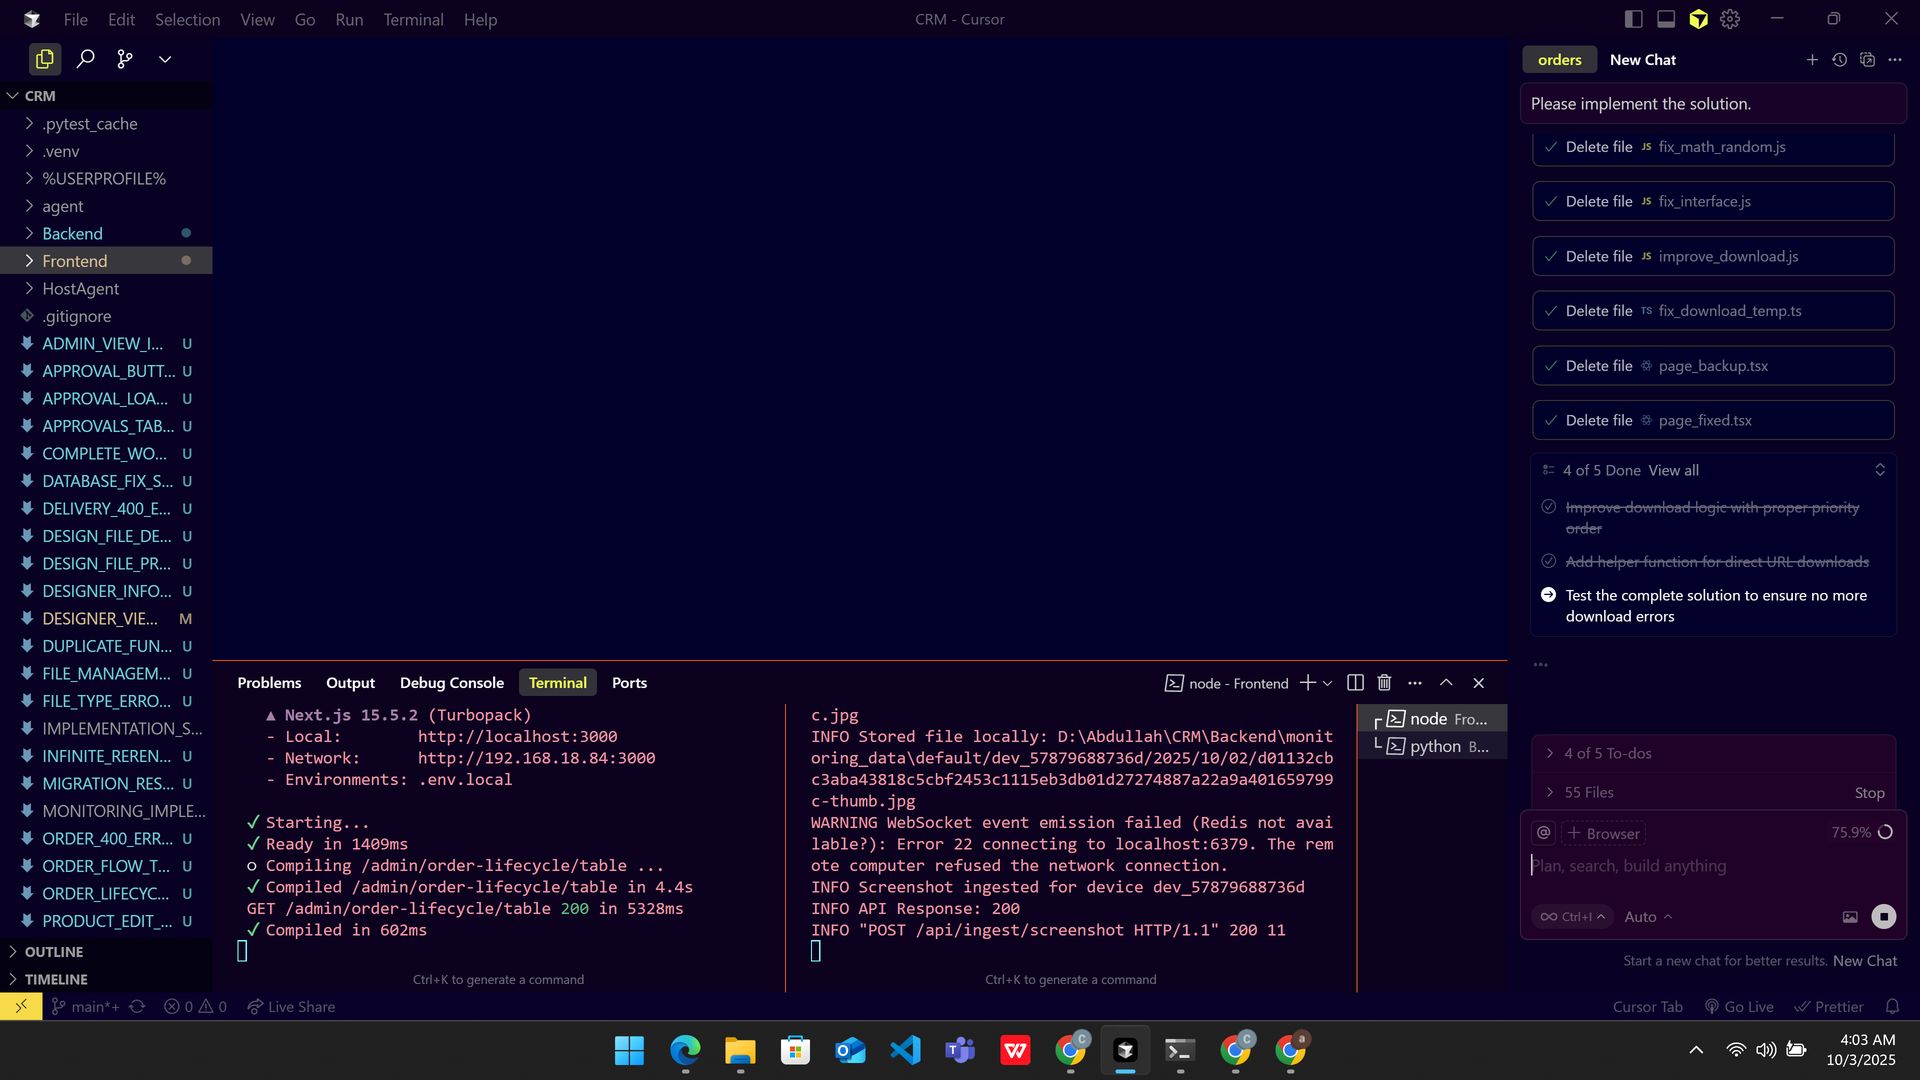 File Edit Selection View Go Run Terminal Help
CRM - Cursor
CRM
.pytest_cache
.venv
%USERPROFILE%
agent
Backend
Frontend
HostAgent
.gitignore
ADMIN_VIEW_I... U
APPROVAL_BUTT... U
APPROVAL_LOA... U
APPROVALS_TAB... U
COMPLETE_WO... U
DATABASE_FIX_S... U
DELIVERY_400_E... U
DESIGN_FILE_DE... U
DESIGN_FILE_PR... U
DESIGNER_INFO... U
DESIGNER_VIE... M
DUPLICATE_FUN... U
FILE_MANAGEM... U
FILE_TYPE_ERRO... U
IMPLEMENTATION_S...
INFINITE_REREN... U
MIGRATION_RES... U
MONITORING_IMPLE...
ORDER_400_ERR... U
ORDER_FLOW_T... U
ORDER_LIFECYC... U
PRODUCT_EDIT_... U
OUTLINE
TIMELINE
Problems Output Debug Console Terminal Ports
node - Frontend
▲ Next.js 15.5.2 (Turbopack)
- Local: http://localhost:3000
- Network: http://192.168.18.84:3000
- Environments: .env.local
✓ Starting...
✓ Ready in 1409ms
○ Compiling /admin/order-lifecycle/table ...
✓ Compiled /admin/order-lifecycle/table in 4.4s
GET /admin/order-lifecycle/table 200 in 5328ms
✓ Compiled in 602ms
Ctrl+K to generate a command
c.jpg
INFO Stored file locally: D:\Abdullah\CRM\Backend\monit
oring_data\default/dev_57879688736d/2025/10/02/d01132cb
c3aba43818c5cbf2453c1115eb3db01d27274887a22a9a401659799
c-thumb.jpg
WARNING WebSocket event emission failed (Redis not avai
lable?): Error 22 connecting to localhost:6379. The rem
ote computer refused the network connection.
INFO Screenshot ingested for device dev_57879688736d
INFO API Response: 200
INFO "POST /api/ingest/screenshot HTTP/1.1" 200 11
Ctrl+K to generate a command
node Fro...
python B...
orders New Chat
Please implement the solution.
Delete file JS fix_math_random.js
Delete file JS fix_interface.js
Delete file JS improve_download.js
Delete file TS fix_download_temp.ts
Delete file page_backup.tsx
Delete file page_fixed.tsx
4 of 5 Done View all
Improve download logic with proper priority
order
Add helper function for direct URL downloads
Test the complete solution to ensure no more
download errors
4 of 5 To-dos
55 Files Stop
@ + Browser 75.9%
Plan, search, build anything
∞ Ctrl+I Auto
Start a new chat for better results. New Chat
main*+ 0 0 Live Share
Cursor Tab Go Live Prettier
4:03 AM
10/3/2025